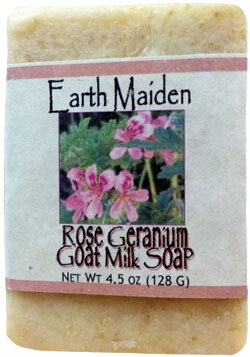 Earth Maiden
Rose Geranium
Goat Milk Soap
Net Wt 4.5 oz (128 G)